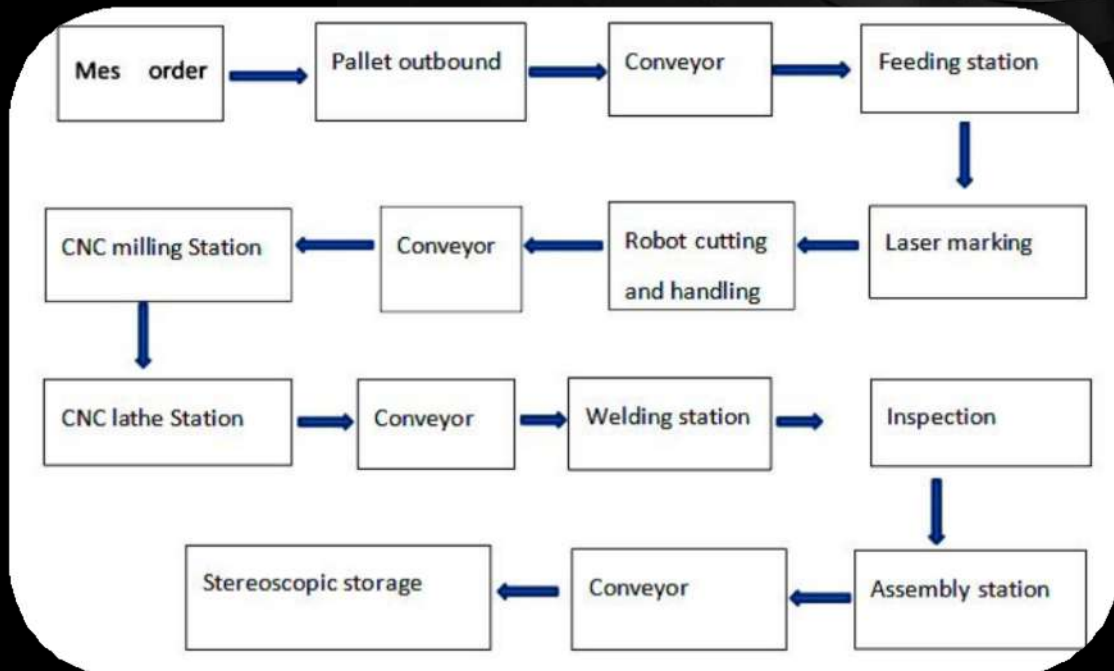 Mes order
Pallet outbound
Conveyor
Feeding station
Laser marking
Robot cutting
and handling
Conveyor
CNC milling Station
CNC lathe Station
Conveyor
Welding station
Inspection
Assembly station
Conveyor
Stereoscopic storage